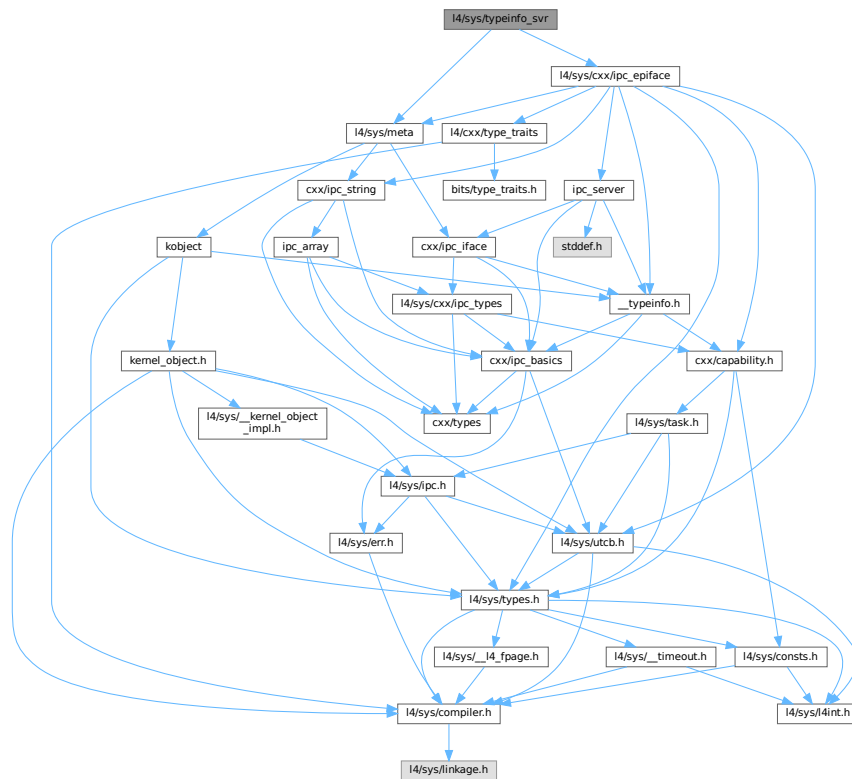 l4/sys/typeinfo_svr
l4/sys/cxx/ipc_epiface
l4/sys/meta
l4/cxx/type_traits
cxx/ipc_string
bits/type_traits.h
ipc_server
kobject
ipc_array
cxx/ipc_iface
stddef.h
l4/sys/cxx/ipc_types
__typeinfo.h
kernel_object.h
cxx/ipc_basics
cxx/capability.h
l4/sys/__kernel_object
_impl.h
cxx/types
l4/sys/task.h
l4/sys/ipc.h
l4/sys/err.h
l4/sys/utcb.h
l4/sys/types.h
l4/sys/__l4_fpage.h
l4/sys/__timeout.h
l4/sys/consts.h
l4/sys/compiler.h
l4/sys/l4int.h
l4/sys/linkage.h